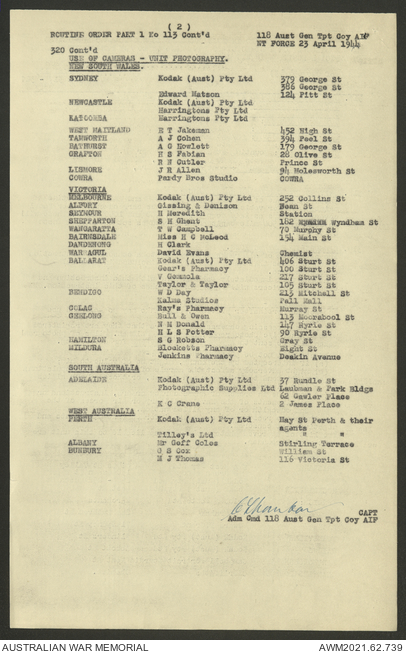 ( 2 )
ROUTINE ORDER PART 1 No 113 Cont'd 118 Aust Gen Tpt Coy AIF
NT FORCE 23 April 1944
320 Cont'd
USE OF CAMERAS - UNIT PHOTOGRAPHY.
NEW SOUTH WALES.
SYDNEY Kodak (Aust) Pty Ltd 379 George St
386 George St
Edward Matson 124 Pitt St
NEWCASTLE Kodak (Aust) Pty Ltd
Harringtons Pty Ltd
KATOOMBA Harringtons Pty Ltd
WEST MAITLAND E T Jakeman 452 High St
TAMWORTH A J Cohen 394 Peel St
BATHURST A G Howlett 179 George St
GRAFTON H S Fabian 28 Olive St
R S Cutler Prince St
LISMORE J R Allen 94 Molesworth St
COWRA Pardy Bros Studio COWRA
VICTORIA
MELBOURNE Kodak (Aust) Pty Ltd 252 Collins St
ALBURY Gissing & Denison Dean St
SEYMOUR H Meredith Station
SHEPPARTON S H Ghent 182 Wyndham St
WANGARATTA T W Campbell 70 Murphy St
BAIRNSDALE Miss H C McLeod 154 Main St
DANDENONG H Clark
WARAGUL David Evans Chemist
BALLARAT Kodak (Aust) Pty Ltd 406 Sturt St
Gear's Pharmacy 100 Sturt St
V 217 Sturt St
Taylor & Taylor 105 Sturt St
BENDIGO W D Day 213 Mitchell St
Kalma Studios Pall Mall
COLAC Ray's Pharmacy Murray St
GEELONG Bull & Owen 113 Moorabool St
N M Donald 147 Ryrie St
H L S Potter 90 Ryrie St
HAMILTON S G Robson Gray St
MILDURA Blocketts Pharmacy Eight St
Jenkins Pharmacy Deakin Avenue
SOUTH AUSTRALIA
ADELAIDE Kodak (Aust) Pty Ltd 37 Rundle St
Photographic Supplies Ltd Laubman & Park Bldgs
62 Gawler Place
K C Crane 2 James Place
WEST AUSTRALIA
PERTH Kodak (Aust) Pty Ltd Hay St Perth & their
agents
Tilley's Ltd " "
ALBANY Mr Goff Coles Stirling Terrace
BUNBURY C S Cox William St
M J Thomas 116 Victoria St
CAPT
Adm Cmd 118 Aust Gen Tpt Coy AIF
AUSTRALIAN WAR MEMORIAL AWM2021.62.739